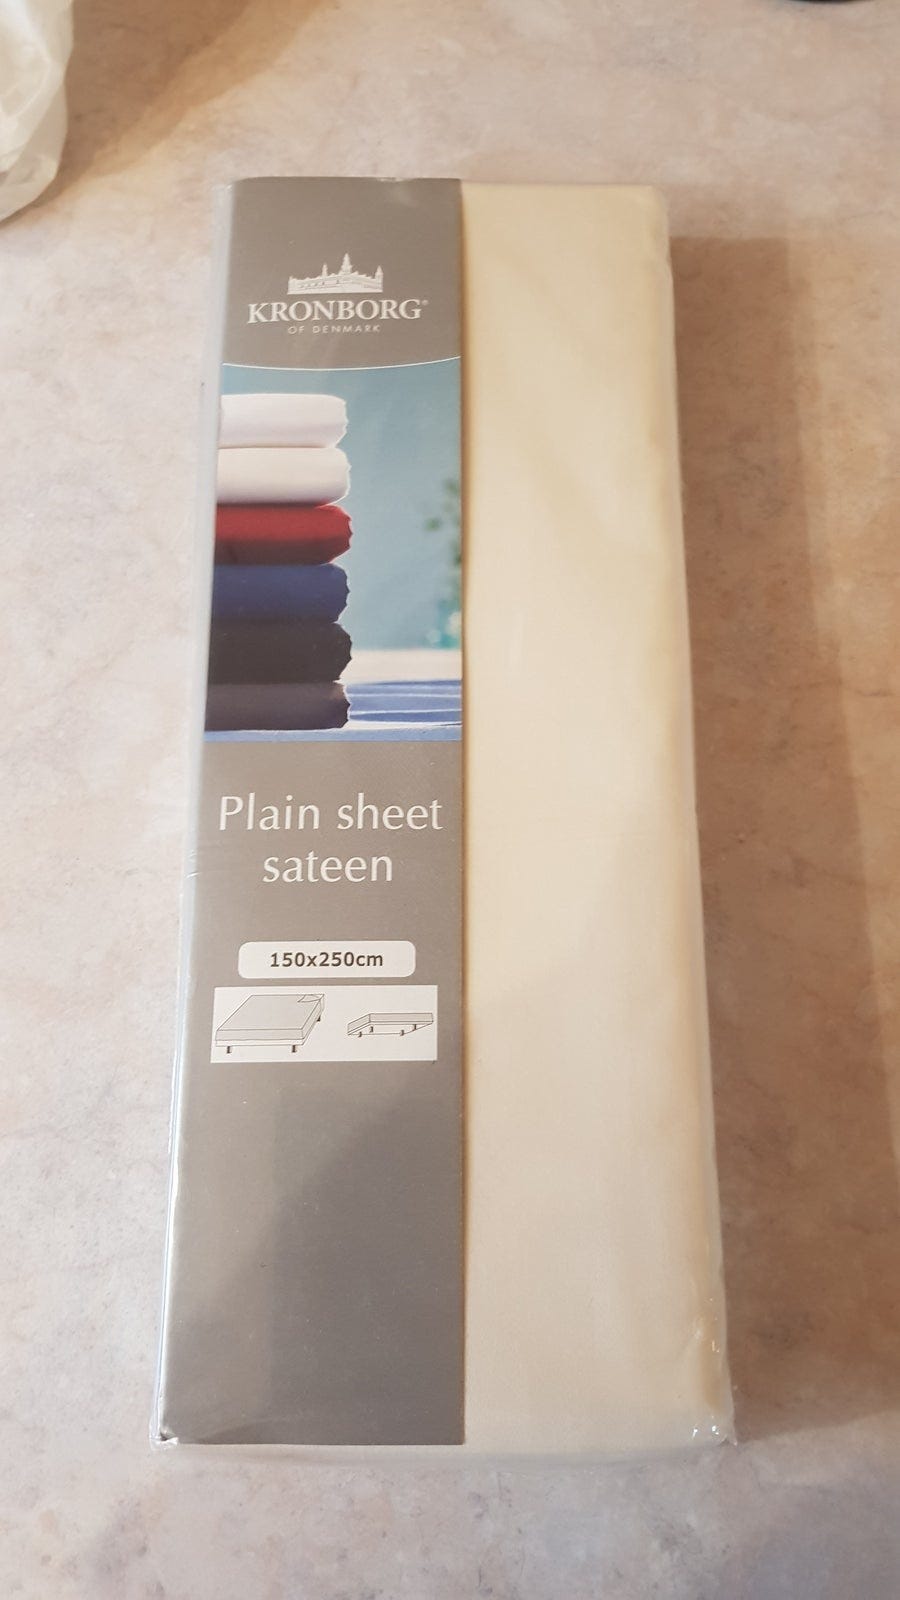 KRONBORG®
OF DENMARK
Plain sheet
sateen
150x250cm